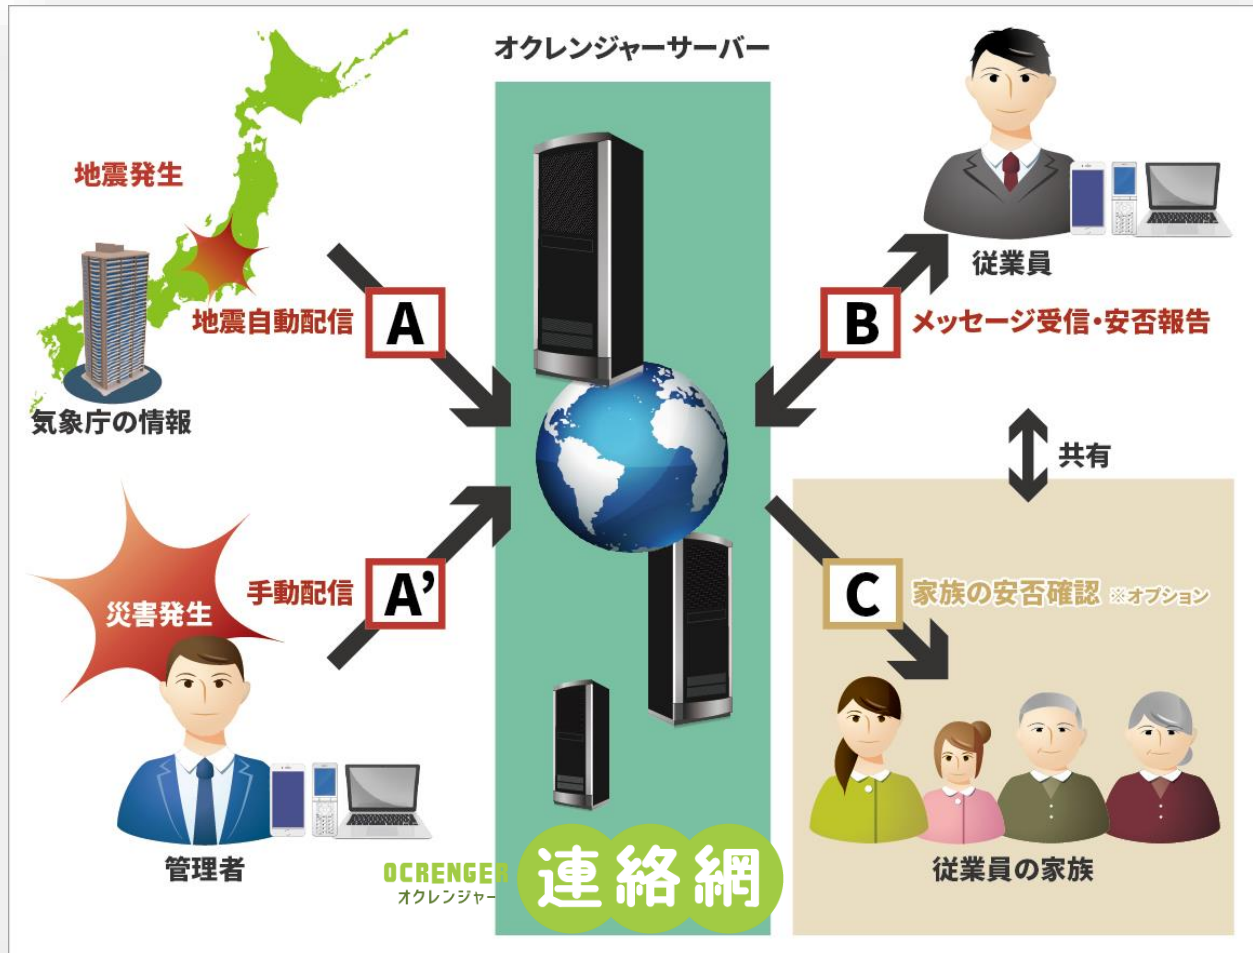 オクレンジャーサーバー
地震発生
地震自動配信
A
気象庁の情報
従業員
B
メッセージ受信・安否報告
共有
災害発生
手動配信
A’
管理者
C
家族の安否確認 ※オプション
従業員の家族
OCRENGER
オクレンジャー
連絡網